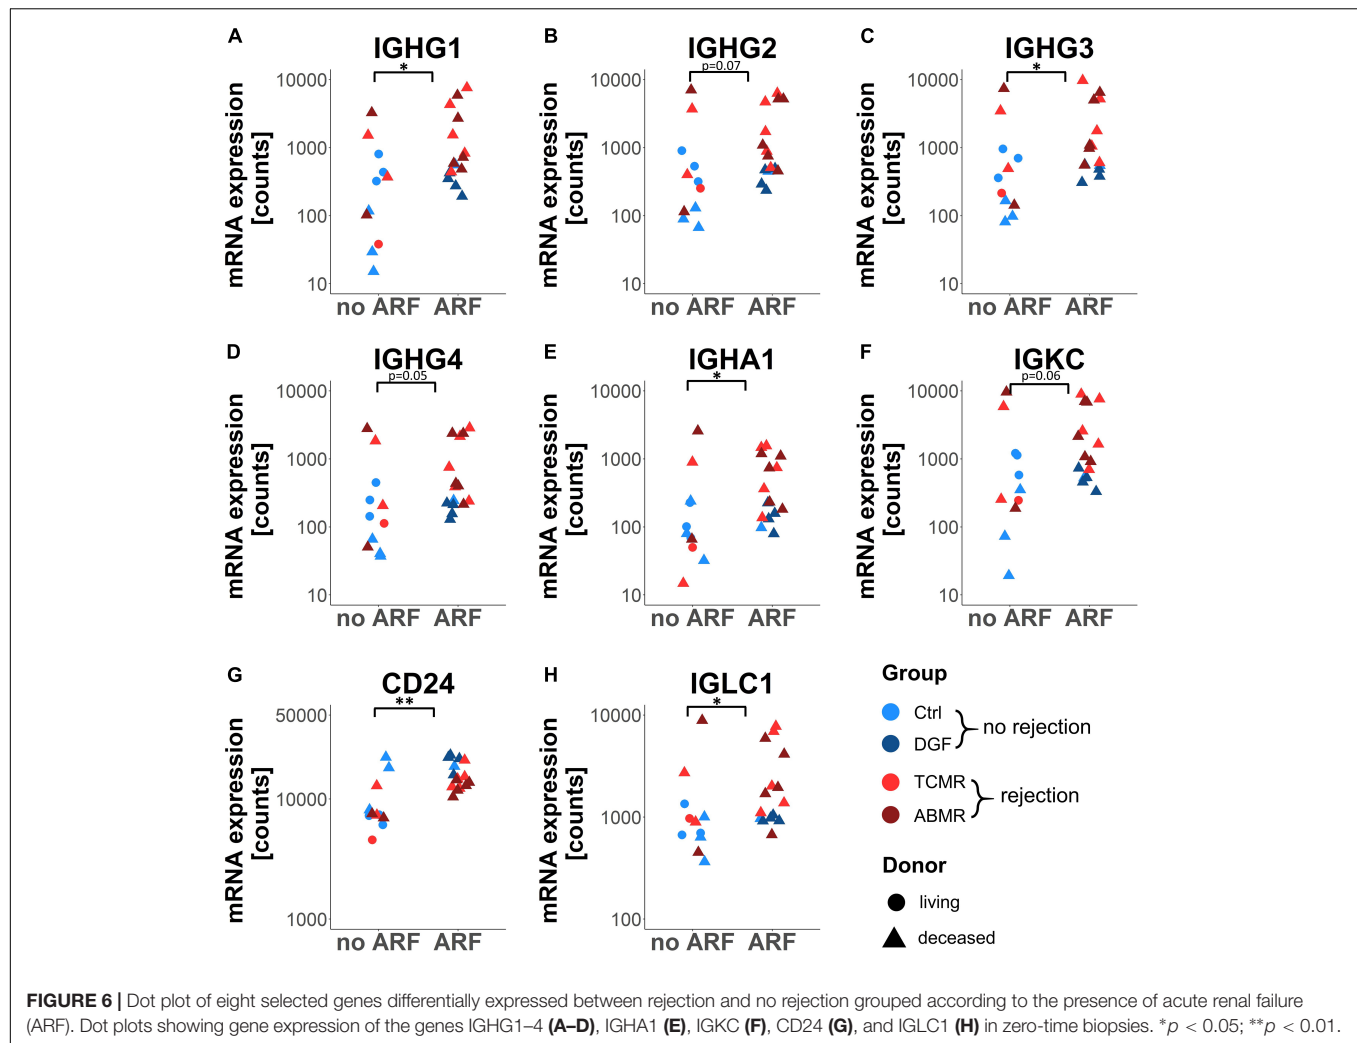 A
IGHG1
*
mRNA expression
[counts]
10000
1000
100
10
no ARF
ARF
B
IGHG2
p=0.07
mRNA expression
[counts]
10000
1000
100
10
no ARF
ARF
C
IGHG3
*
mRNA expression
[counts]
10000
1000
100
10
no ARF
ARF
D
IGHG4
p=0.05
mRNA expression
[counts]
10000
1000
100
10
no ARF
ARF
E
IGHA1
*
mRNA expression
[counts]
10000
1000
100
10
no ARF
ARF
F
IGKC
p=0.06
mRNA expression
[counts]
10000
1000
100
10
no ARF
ARF
G
CD24
**
mRNA expression
[counts]
50000
10000
1000
no ARF
ARF
H
IGLC1
*
mRNA expression
[counts]
10000
1000
100
no ARF
ARF
Group
Ctrl
DGF
no rejection
TCMR
ABMR
rejection
Donor
living
deceased
FIGURE 6 | Dot plot of eight selected genes differentially expressed between rejection and no rejection grouped according to the presence of acute renal failure
(ARF). Dot plots showing gene expression of the genes IGHG1–4 (A–D), IGHA1 (E), IGKC (F), CD24 (G), and IGLC1 (H) in zero-time biopsies. *p < 0.05; **p < 0.01.